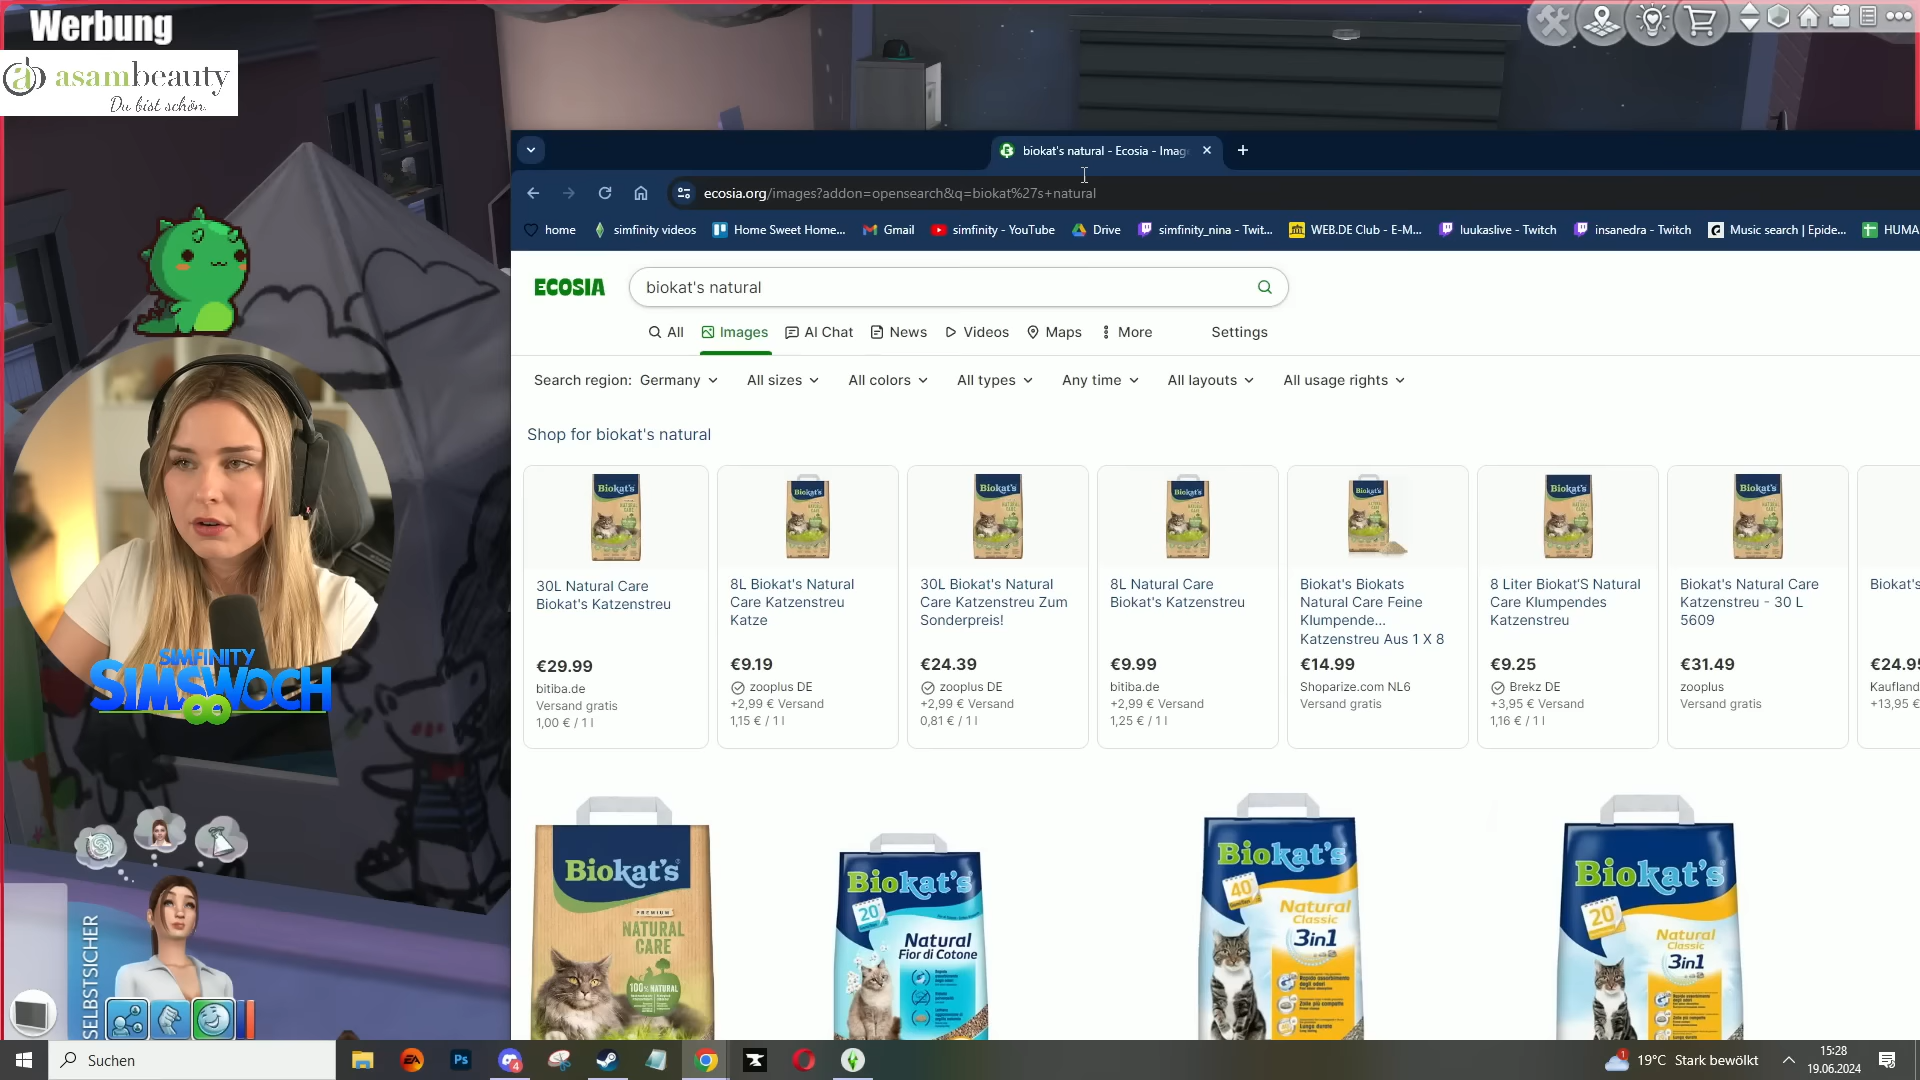 Werbung
asambeauty
Du bist schön.
biokat's natural - Ecosia - Imag
ecosia.org/images?addon=opensearch&q=biokat%27s+natural
home
simfinity videos
Home Sweet Home...
Gmail
simfinity - YouTube
Drive
simfinity_nina - Twit...
WEB.DE Club - E-M...
luukaslive - Twitch
insanedra - Twitch
Music search | Epide...
HUMA
ECOSIA
biokat's natural
All
Images
AI Chat
News
Videos
Maps
More
Settings
Search region: Germany
All sizes
All colors
All types
Any time
All layouts
All usage rights
Shop for biokat's natural
30L Natural Care
Biokat's Katzenstreu
€29.99
bitiba.de
Versand gratis
1,00 € / 1 l
8L Biokat's Natural
Care Katzenstreu
Katze
€9.19
zooplus DE
+2,99 € Versand
1,15 € / 1 l
30L Biokat's Natural
Care Katzenstreu Zum
Sonderpreis!
€24.39
zooplus DE
+2,99 € Versand
0,81 € / 1 l
8L Natural Care
Biokat's Katzenstreu
€9.99
bitiba.de
+2,99 € Versand
1,25 € / 1 l
Biokat's Biokats
Natural Care Feine
Klumpende...
Katzenstreu Aus 1 X 8
€14.99
Shoparize.com NL6
Versand gratis
8 Liter Biokat'S Natural
Care Klumpendes
Katzenstreu
€9.25
Brekz DE
+3,95 € Versand
1,16 € / 1 l
Biokat's Natural Care
Katzenstreu - 30 L
5609
€31.49
zooplus
Versand gratis
Biokat's
€24.95
Kaufland
+13,95 €
Biokat's
PREMIUM
NATURAL
CARE
100% NATURAL
Biokat's
20
Natural
Fior di Cotone
Biokat's
40
Natural
Classic
3in1
Biokat's
20
Natural
Classic
3in1
SIMFINITY
SIMSWOCH
SELBSTSICHER
Suchen
19°C Stark bewölkt
15:28
19.06.2024